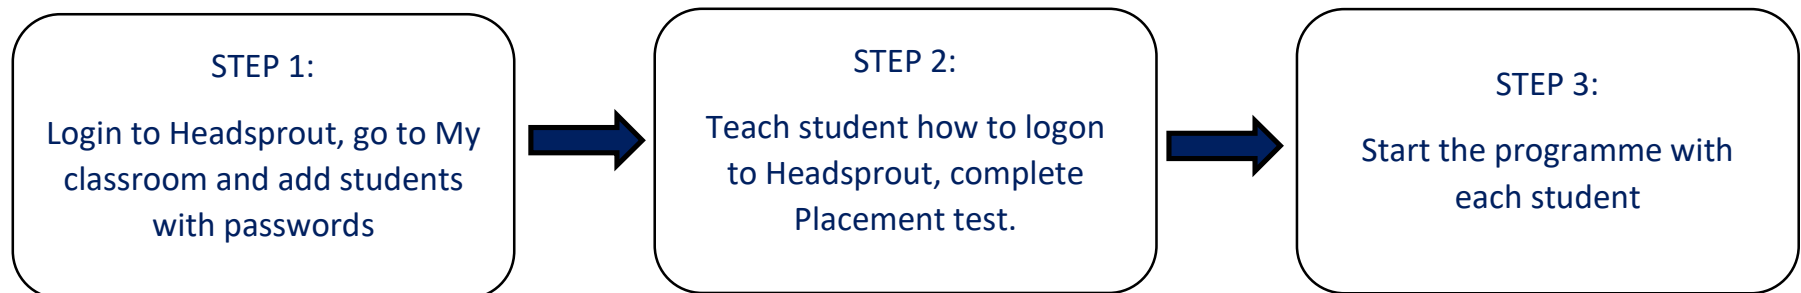 STEP 1:
Login to Headsprout, go to My
classroom and add students
with passwords
STEP 2:
Teach student how to logon
to Headsprout, complete
Placement test.
STEP 3:
Start the programme with
each student